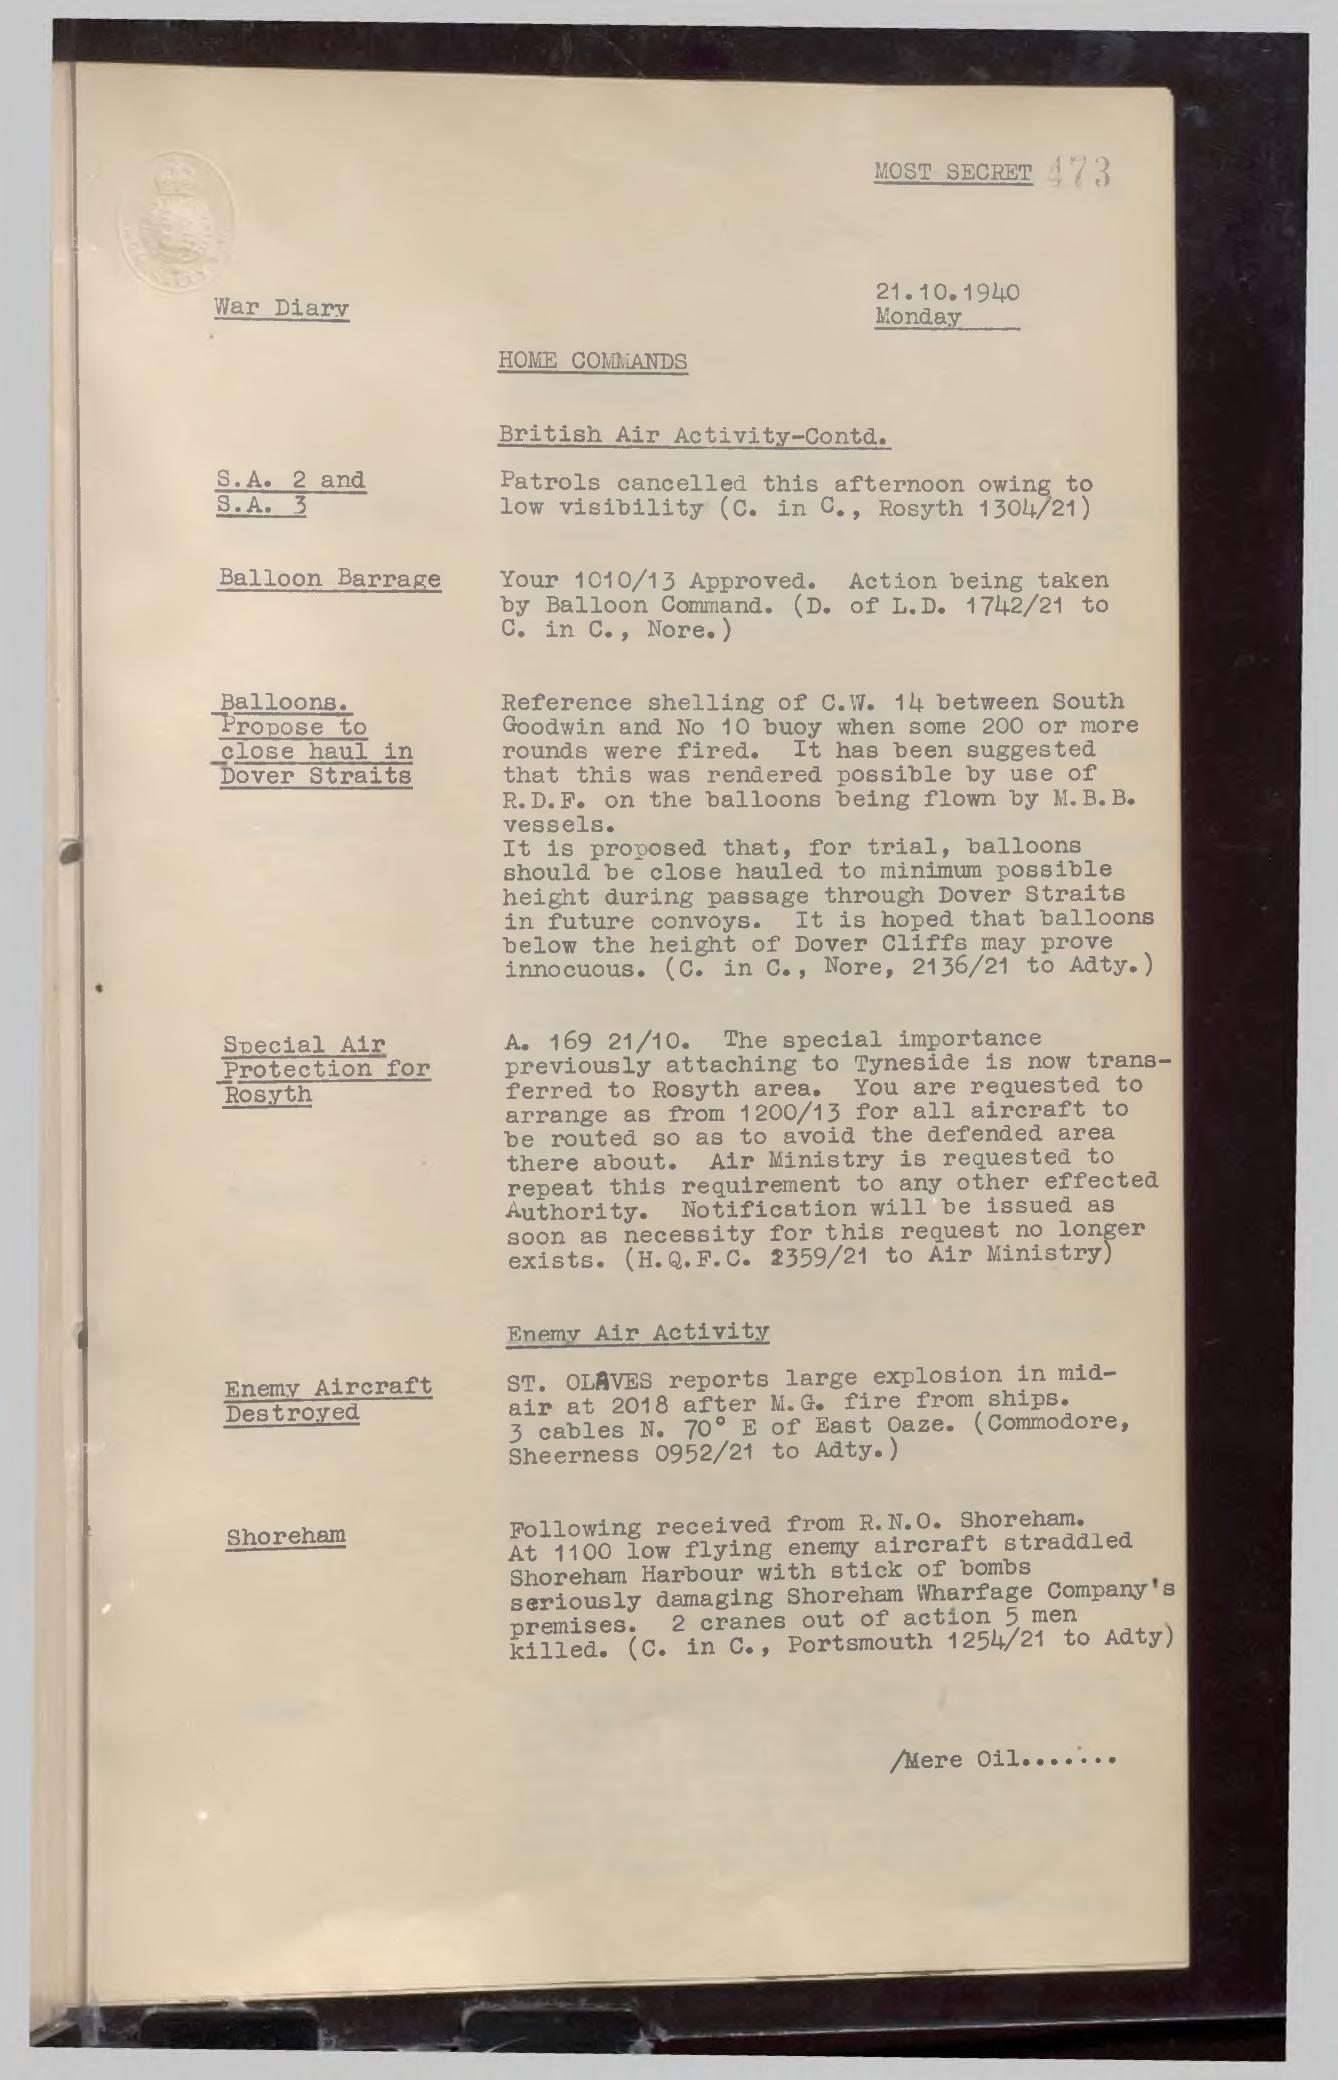 MOST SECRET 473
War Diary
21.10.1940
Monday
HOME COMMANDS
British Air Activity-Contd.
S.A. 2 and
S.A. 3
Patrols cancelled this afternoon owing to
low visibility (C. in C., Rosyth 1304/21)
Balloon Barrage
Your 1010/13 Approved. Action being taken
by Balloon Command. (D. of L.D. 1742/21 to
C. in C., Nore.)
Balloons.
Propose to
close haul in
Dover Straits
Reference shelling of C.W. 14 between South
Goodwin and No 10 buoy when some 200 or more
rounds were fired. It has been suggested
that this was rendered possible by use of
R.D.F. on the balloons being flown by M.B.B.
vessels.
It is proposed that, for trial, balloons
should be close hauled to minimum possible
height during passage through Dover Straits
in future convoys. It is hoped that balloons
below the height of Dover Cliffs may prove
innocuous. (C. in C., Nore, 2136/21 to Adty.)
Special Air
Protection for
Rosyth
A. 169 21/10. The special importance
previously attaching to Tyneside is now trans-
ferred to Rosyth area. You are requested to
arrange as from 1200/13 for all aircraft to
be routed so as to avoid the defended area
there about. Air Ministry is requested to
repeat this requirement to any other effected
Authority. Notification will be issued as
soon as necessity for this request no longer
exists. (H.Q.F.C. 2359/21 to Air Ministry)
Enemy Air Activity
Enemy Aircraft
Destroyed
ST. OLAVES reports large explosion in mid-
air at 2018 after M.G. fire from ships.
3 cables N. 70° E of East Oaze. (Commodore,
Sheerness 0952/21 to Adty.)
Shoreham
Following received from R.N.O. Shoreham.
At 1100 low flying enemy aircraft straddled
Shoreham Harbour with stick of bombs
seriously damaging Shoreham Wharfage Company's
premises. 2 cranes out of action 5 men
killed. (C. in C., Portsmouth 1254/21 to Adty)
/Mere Oil.......